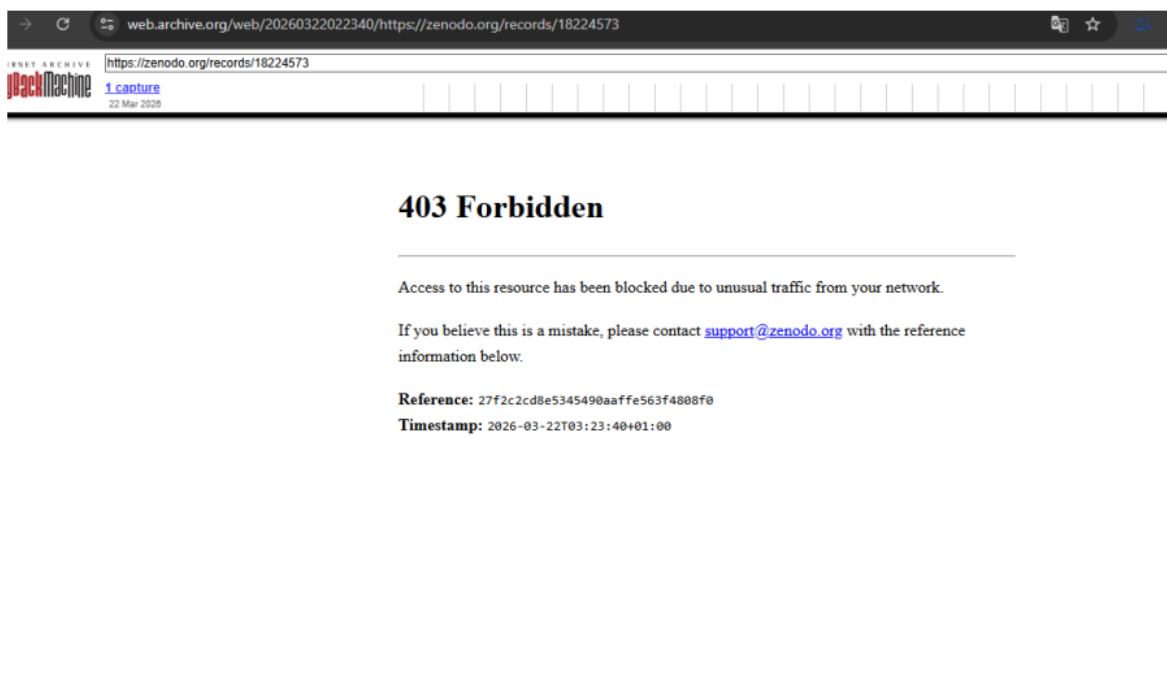 web.archive.org/web/20260322022340/https://zenodo.org/records/18224573
https://zenodo.org/records/18224573
1 capture
22 Mar 2026
403 Forbidden
Access to this resource has been blocked due to unusual traffic from your network.
If you believe this is a mistake, please contact support@zenodo.org with the reference
information below.
Reference: 27f2c2cd8e5345490aaffe563f4808f0
Timestamp: 2026-03-22T03:23:40+01:00